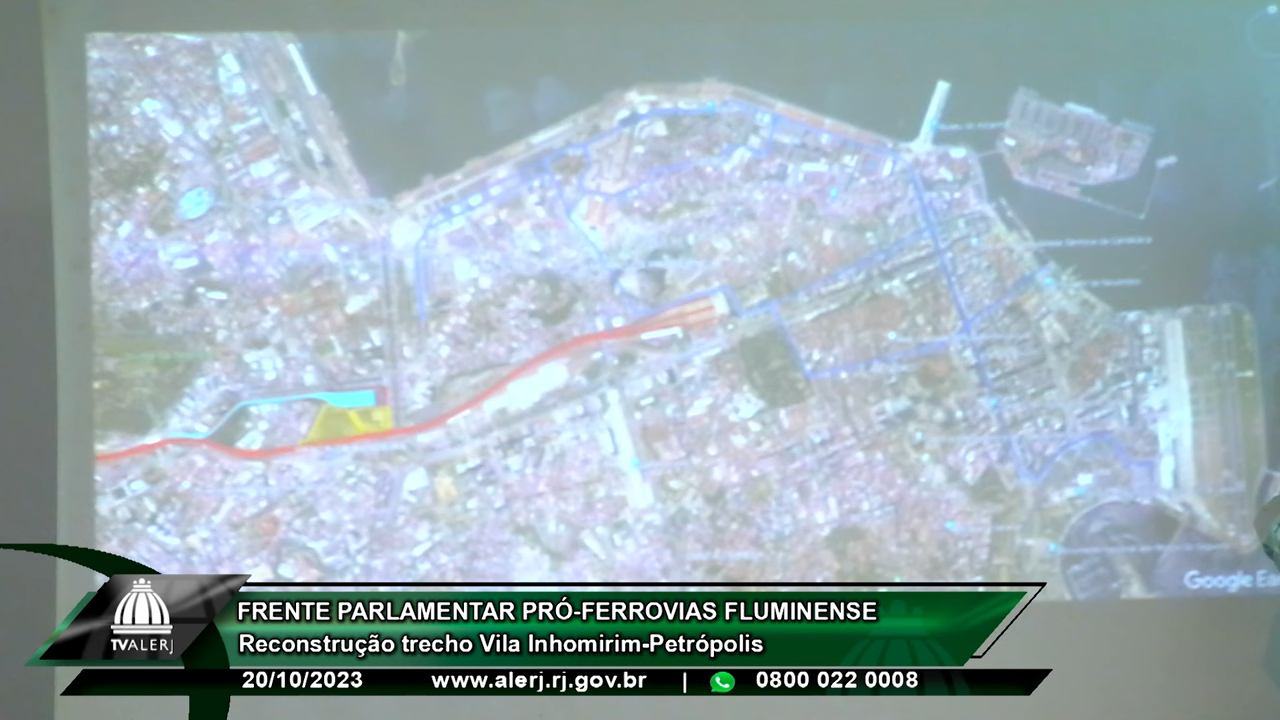 Google Ea
FRENTE PARLAMENTAR PRÓ-FERROVIAS FLUMINENSE
Reconstrução trecho Vila Inhomirim-Petrópolis
TVALERJ
20/10/2023 www.alerj.rj.gov.br | 0800 022 0008